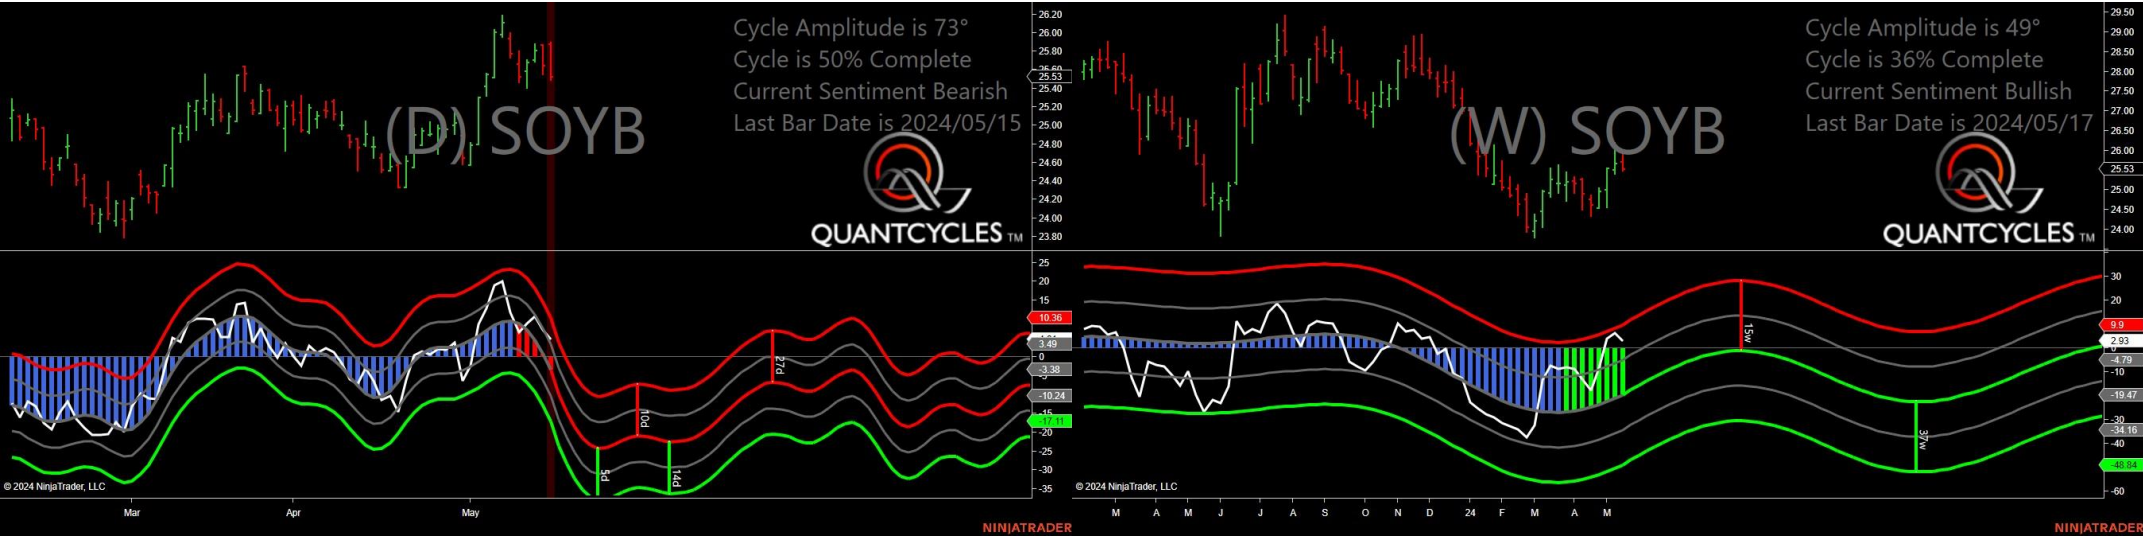 Cycle Amplitude is 73°
Cycle is 50% Complete
Current Sentiment Bearish
Last Bar Date is 2024/05/15
(D) SOYB
QUANTCYCLES TM
26.20
26.00
25.80
25.60
25.53
25.40
25.20
25.00
24.80
24.60
24.40
24.20
24.00
23.80
25
20
15
10.36
3.49
0
-3.38
-10.24
-15
-17.11
-20
-25
-30
-35
10d
27d
5d
14d
© 2024 NinjaTrader, LLC
Mar Apr May
NINJATRADER
Cycle Amplitude is 49°
Cycle is 36% Complete
Current Sentiment Bullish
Last Bar Date is 2024/05/17
(W) SOYB
QUANTCYCLES TM
29.50
29.00
28.50
28.00
27.50
27.00
26.50
26.00
25.53
25.00
24.50
24.00
30
20
9.9
2.93
-4.79
-10
-19.47
-30
-34.16
-40
-48.84
-60
15w
37w
© 2024 NinjaTrader, LLC
M A M J J A S O N D 24 F M A M
NINJATRADER